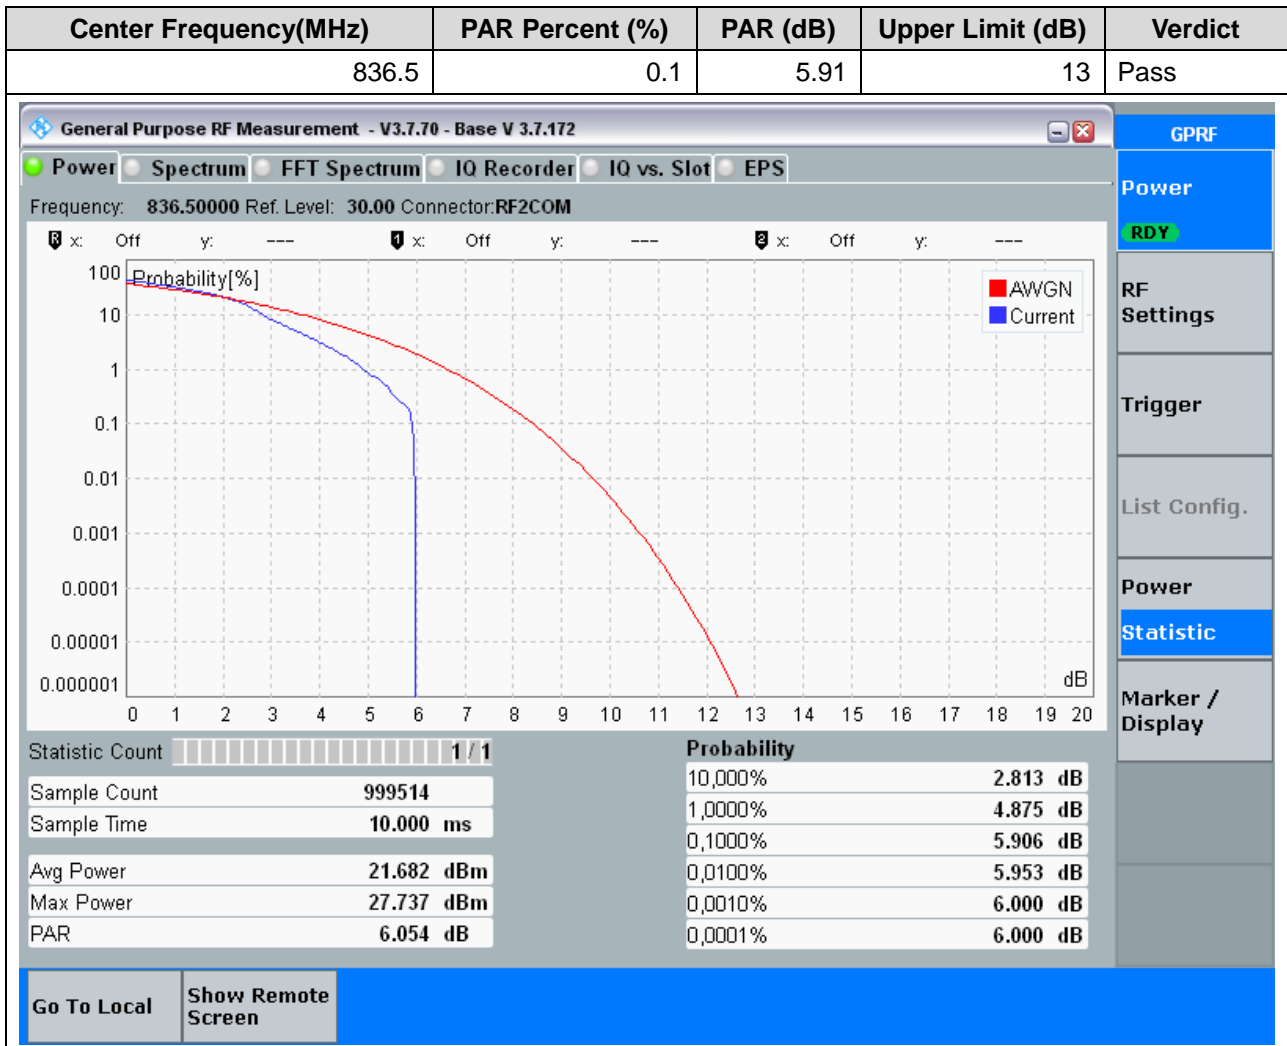 Center Frequency(MHz) PAR Percent (%) PAR (dB) Upper Limit (dB) Verdict
836.5 0.1 5.91 13 Pass
General Purpose RF Measurement - V3.7.70 - Base V 3.7.172
GPRF
Power Spectrum FFT Spectrum IQ Recorder IQ vs. Slot EPS
Power
RDY
Frequency: 836.50000 Ref. Level: 30.00 Connector:RF2COM
R x: Off y: --- 1 x: Off y: --- 2 x: Off y: ---
Probability[%]
AWGN
Current
100
10
1
0.1
0.01
0.001
0.0001
0.00001
0.000001
dB
0 1 2 3 4 5 6 7 8 9 10 11 12 13 14 15 16 17 18 19 20
RF
Settings
Trigger
List Config.
Power
Statistic
Marker /
Display
Statistic Count 1 / 1
Sample Count 999514
Sample Time 10.000 ms
Avg Power 21.682 dBm
Max Power 27.737 dBm
PAR 6.054 dB
Probability
10,000% 2.813 dB
1,0000% 4.875 dB
0,1000% 5.906 dB
0,0100% 5.953 dB
0,0010% 6.000 dB
0,0001% 6.000 dB
Go To Local
Show Remote
Screen